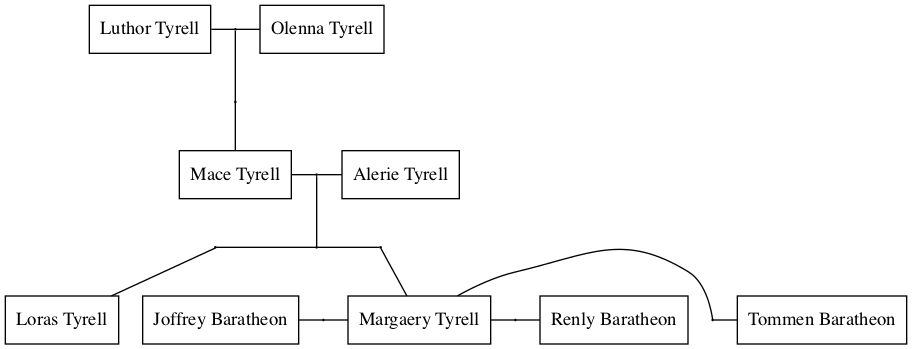 Luthor Tyrell
Olenna Tyrell
Mace Tyrell
Alerie Tyrell
Loras Tyrell
Joffrey Baratheon
Margaery Tyrell
Renly Baratheon
Tommen Baratheon